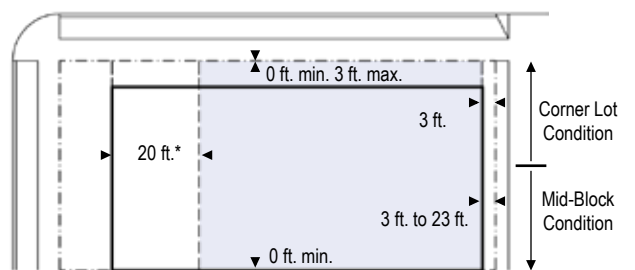 0 ft. min. 3 ft. max.
3 ft.
Corner Lot
Condition
20 ft.*
Mid-Block
Condition
3 ft. to 23 ft.
0 ft. min.